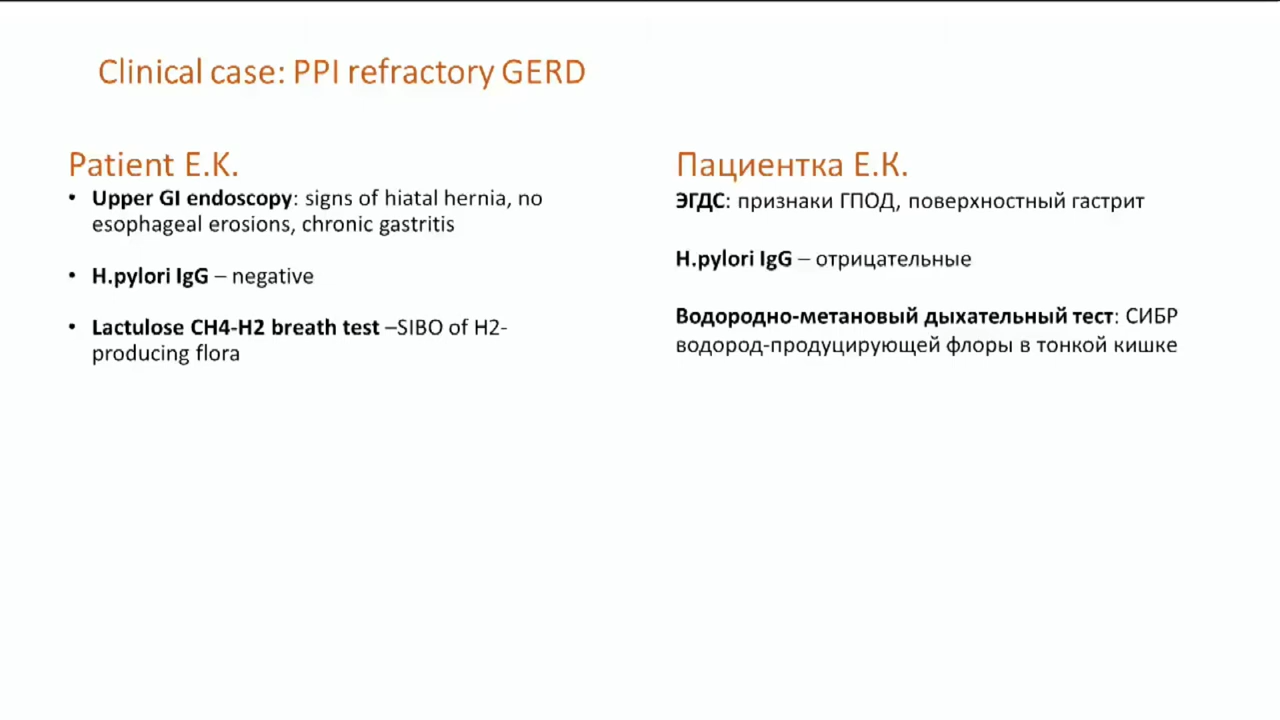 Clinical case: PPI refractory GERD
Patient E.K.
• Upper GI endoscopy: signs of hiatal hernia, no
esophageal erosions, chronic gastritis
• H.pylori IgG – negative
• Lactulose CH4-H2 breath test –SIBO of H2-
producing flora
Пациентка Е.К.
ЭГДС: признаки ГПОД, поверхностный гастрит
H.pylori IgG – отрицательные
Водородно-метановый дыхательный тест: СИБР
водород-продуцирующей флоры в тонкой кишке